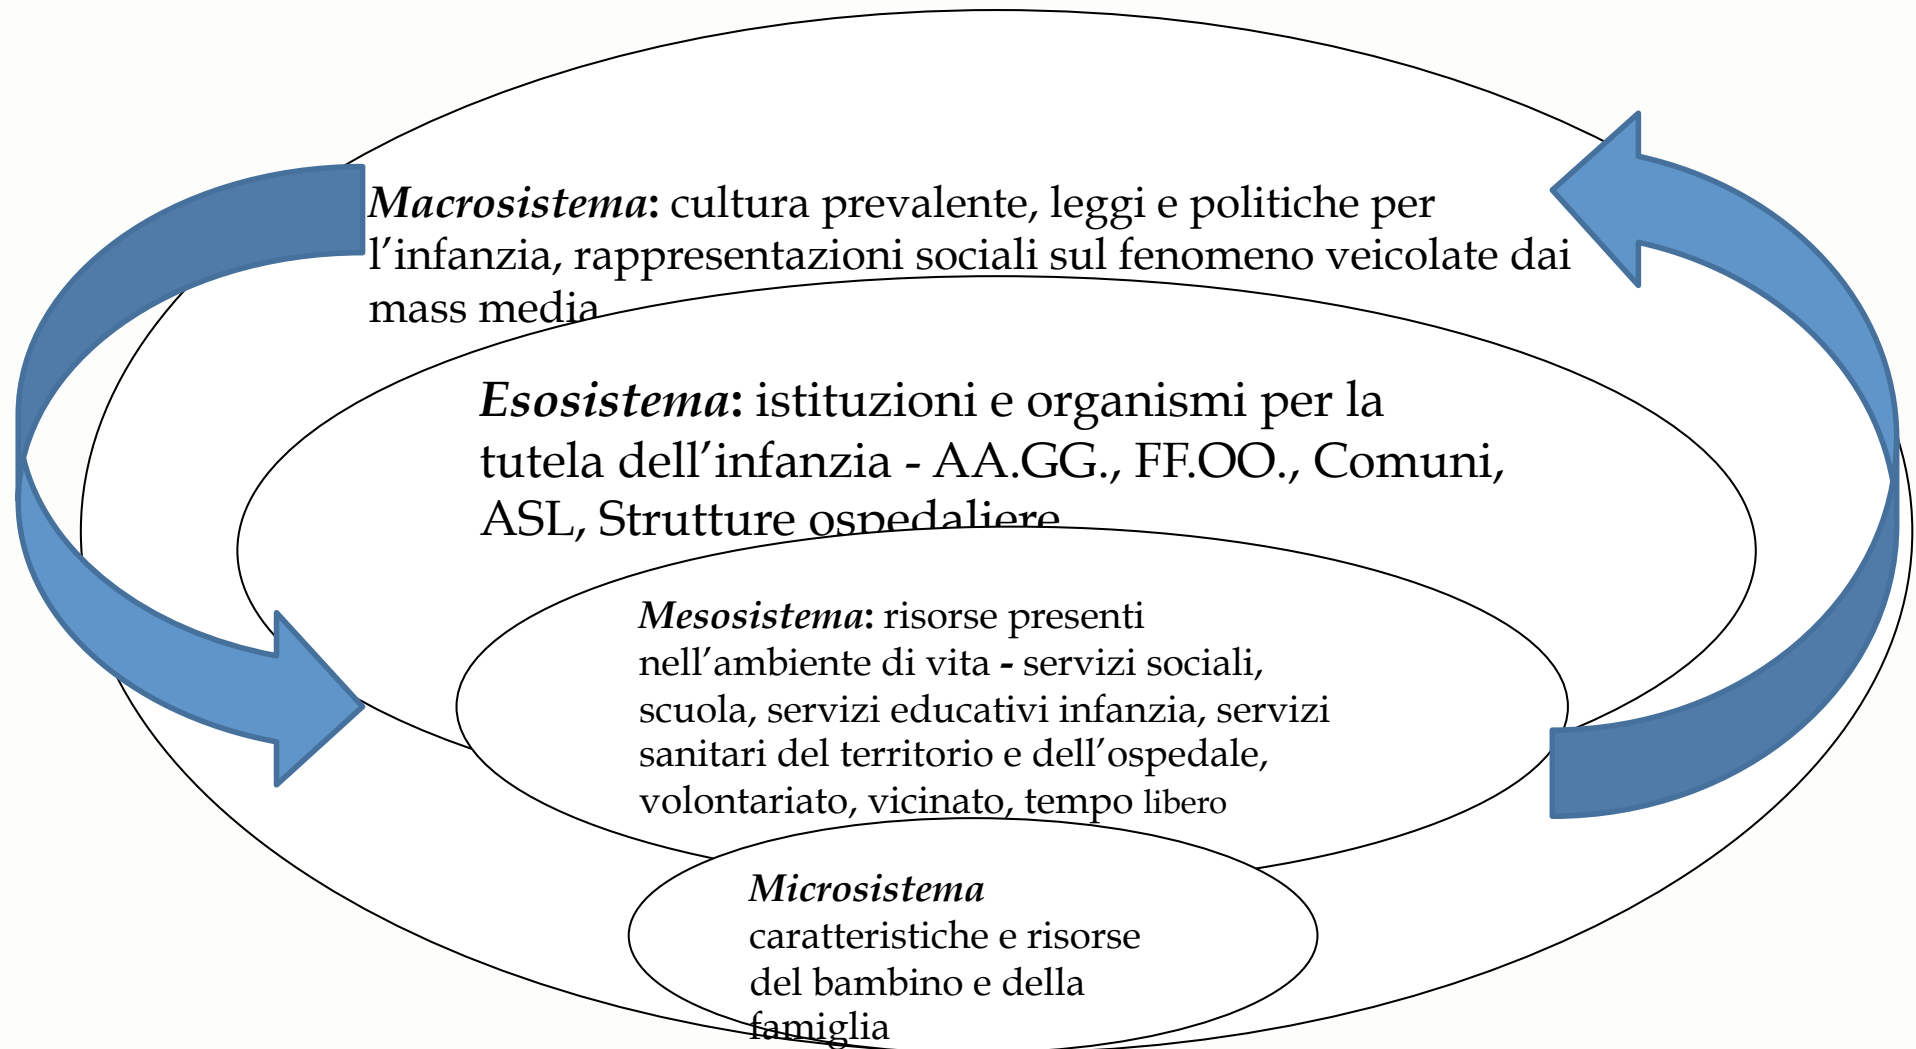 Macrosistema: cultura prevalente, leggi e politiche per
l’infanzia, rappresentazioni sociali sul fenomeno veicolate dai
mass media
Esosistema: istituzioni e organismi per la
tutela dell’infanzia - AA.GG., FF.OO., Comuni,
ASL, Strutture ospedaliere
Mesosistema: risorse presenti
nell’ambiente di vita - servizi sociali,
scuola, servizi educativi infanzia, servizi
sanitari del territorio e dell’ospedale,
volontariato, vicinato, tempo libero
Microsistema
caratteristiche e risorse
del bambino e della
famiglia